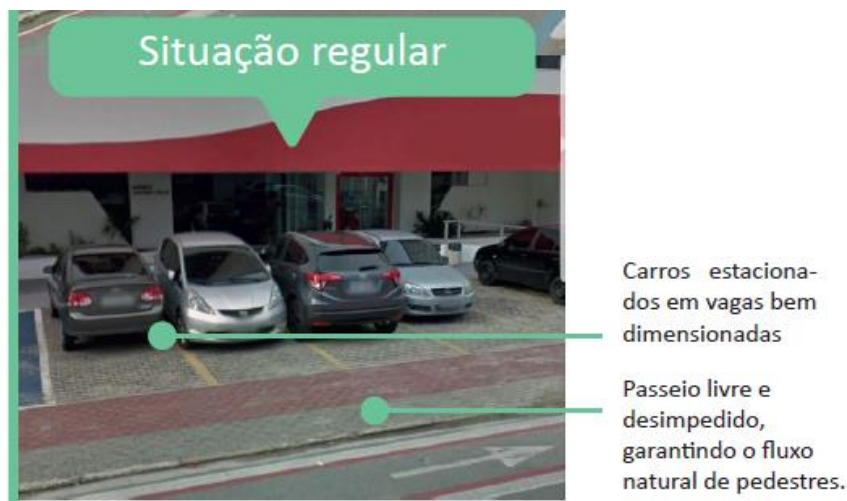 Situação regular
Carros estaciona-
dos em vagas bem
dimensionadas
Passeio livre e
desimpedido,
garantindo o fluxo
natural de pedestres.